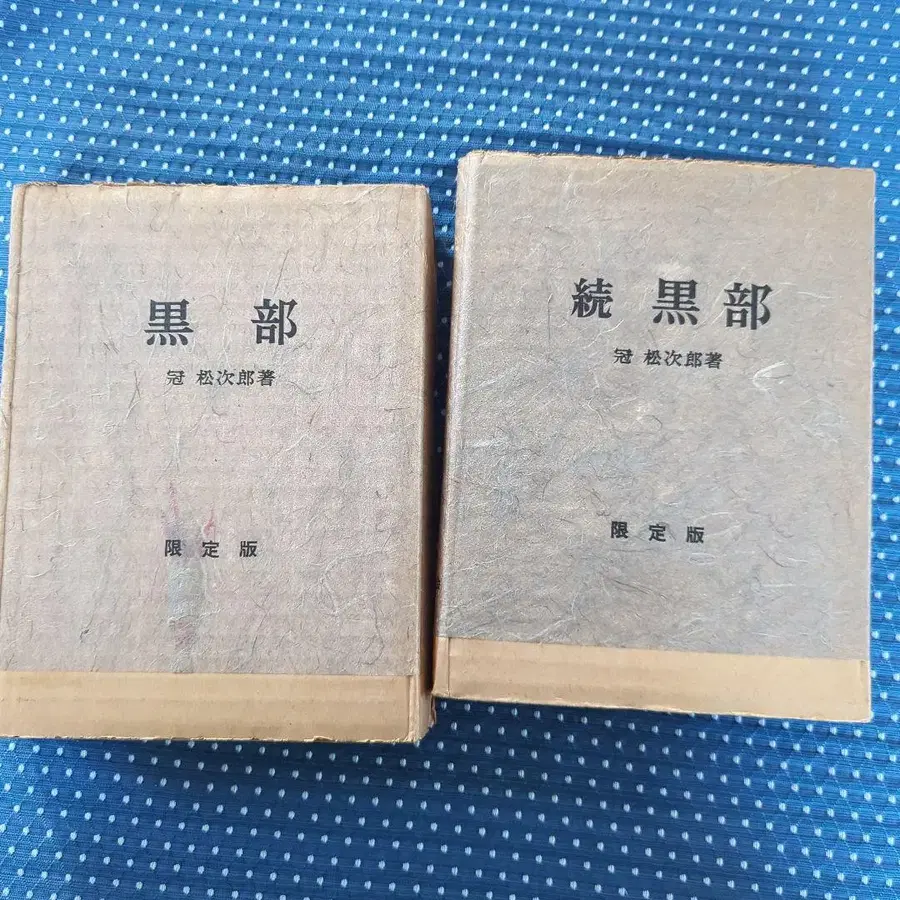 黒部
冠 松次郎著
限定版
続 黒部
冠 松次郎著
限定版